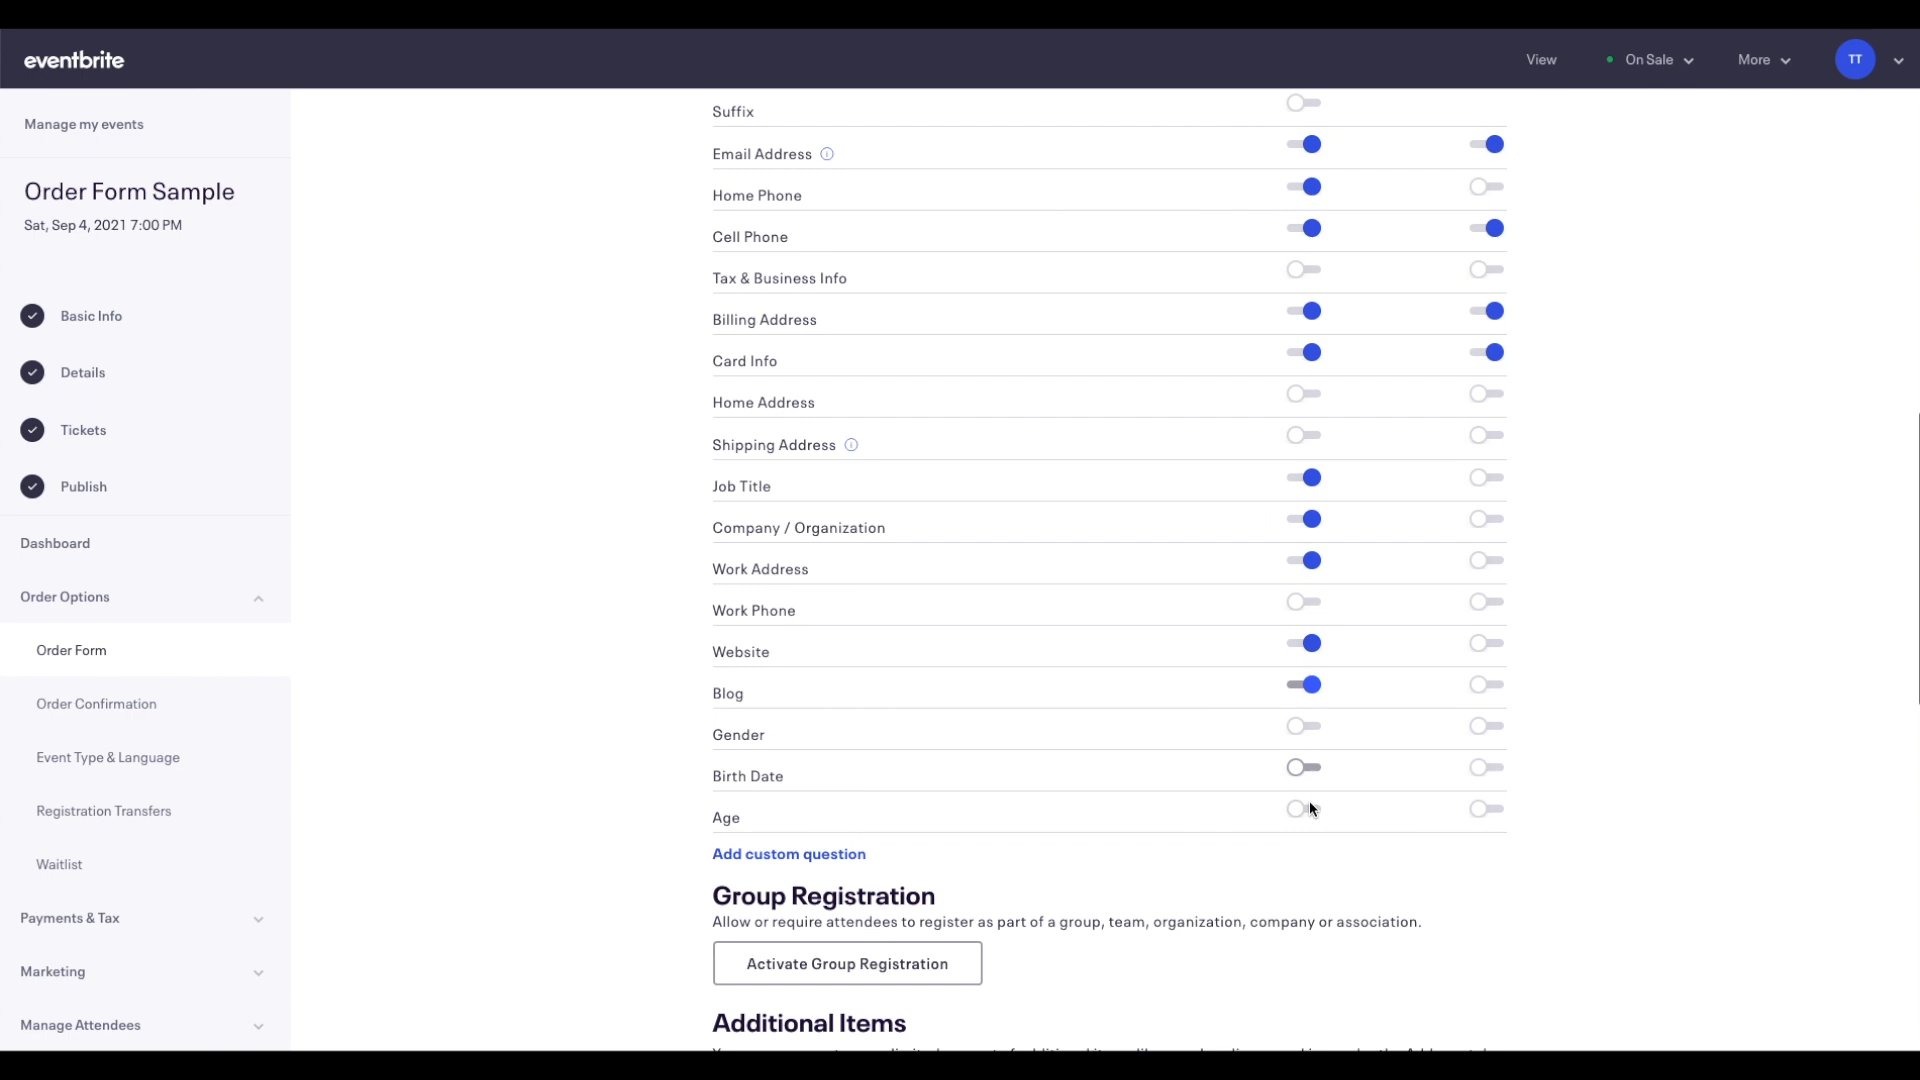 eventbrite
View
On Sale
More
TT
Manage my events
Order Form Sample
Sat, Sep 4, 2021 7:00 PM
Basic Info
Details
Tickets
Publish
Dashboard
Order Options
Order Form
Order Confirmation
Event Type & Language
Registration Transfers
Waitlist
Payments & Tax
Marketing
Manage Attendees
Suffix
Email Address
Home Phone
Cell Phone
Tax & Business Info
Billing Address
Card Info
Home Address
Shipping Address
Job Title
Company / Organization
Work Address
Work Phone
Website
Blog
Gender
Birth Date
Age
Add custom question
Group Registration
Allow or require attendees to register as part of a group, team, organization, company or association.
Activate Group Registration
Additional Items